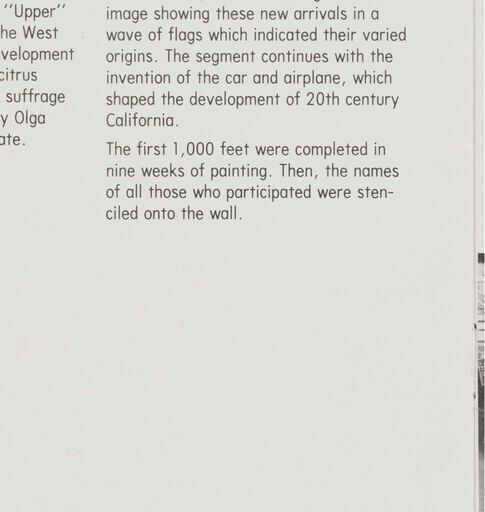 "Upper"
he West
velopment
citrus
suffrage
y Olga
ate.
image showing these new arrivals in a
wave of flags which indicated their varied
origins. The segment continues with the
invention of the car and airplane, which
shaped the development of 20th century
California.
The first 1,000 feet were completed in
nine weeks of painting. Then, the names
of all those who participated were sten-
ciled onto the wall.